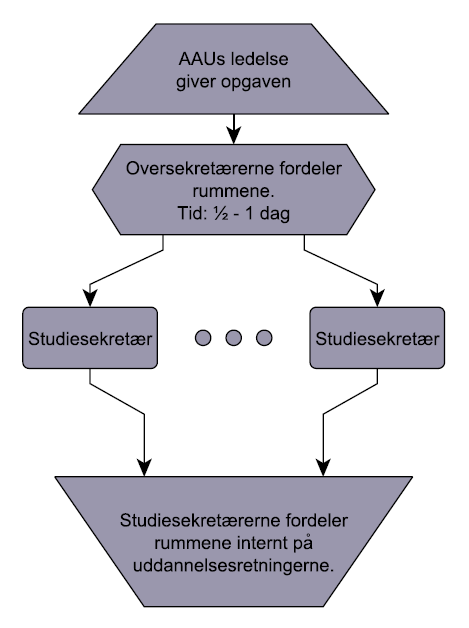 AAUs ledelse
giver opgaven
Oversekretærerne fordeler
rummene.
Tid: ½ - 1 dag
Studiesekretær
Studiesekretær
Studiesekretærerne fordeler
rummene internt på
uddannelsesretningerne.